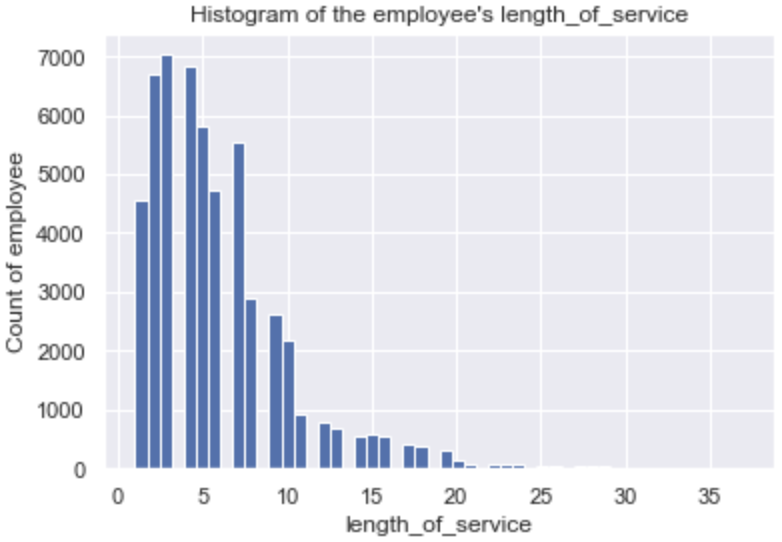 Histogram of the employee's length_of_service
Count of employee
7000
6000
5000
4000
3000
2000
1000
0
0 5 10 15 20 25 30 35
length_of_service